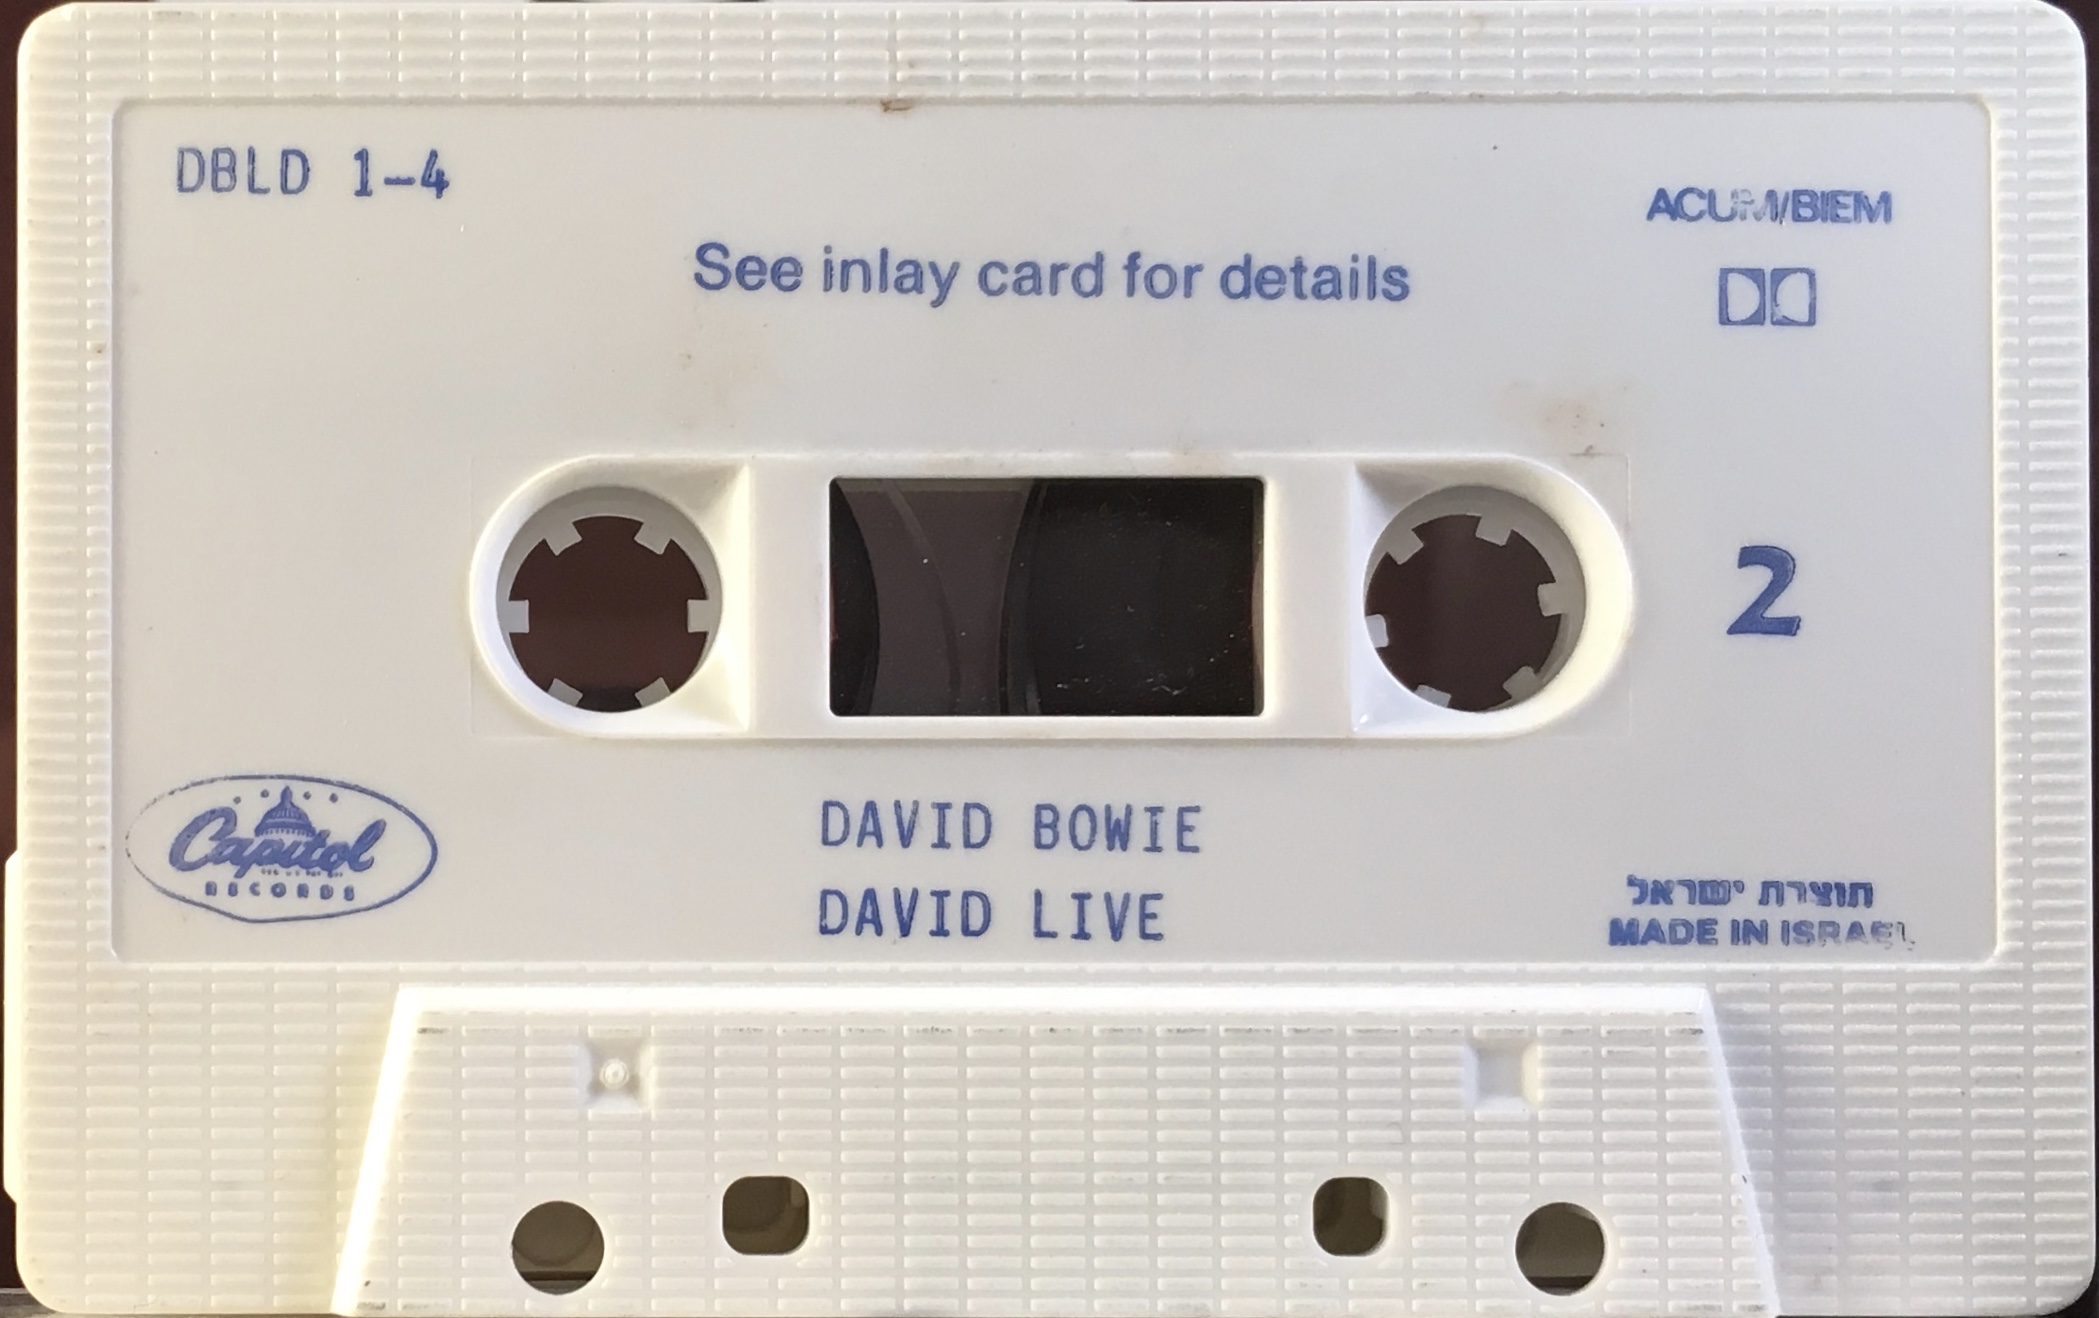 DBLD 1-4
ACUM/BIEM
See inlay card for details
2
Capitol
RECORDS
DAVID BOWIE
DAVID LIVE
תוצרת ישראל
MADE IN ISRAEL